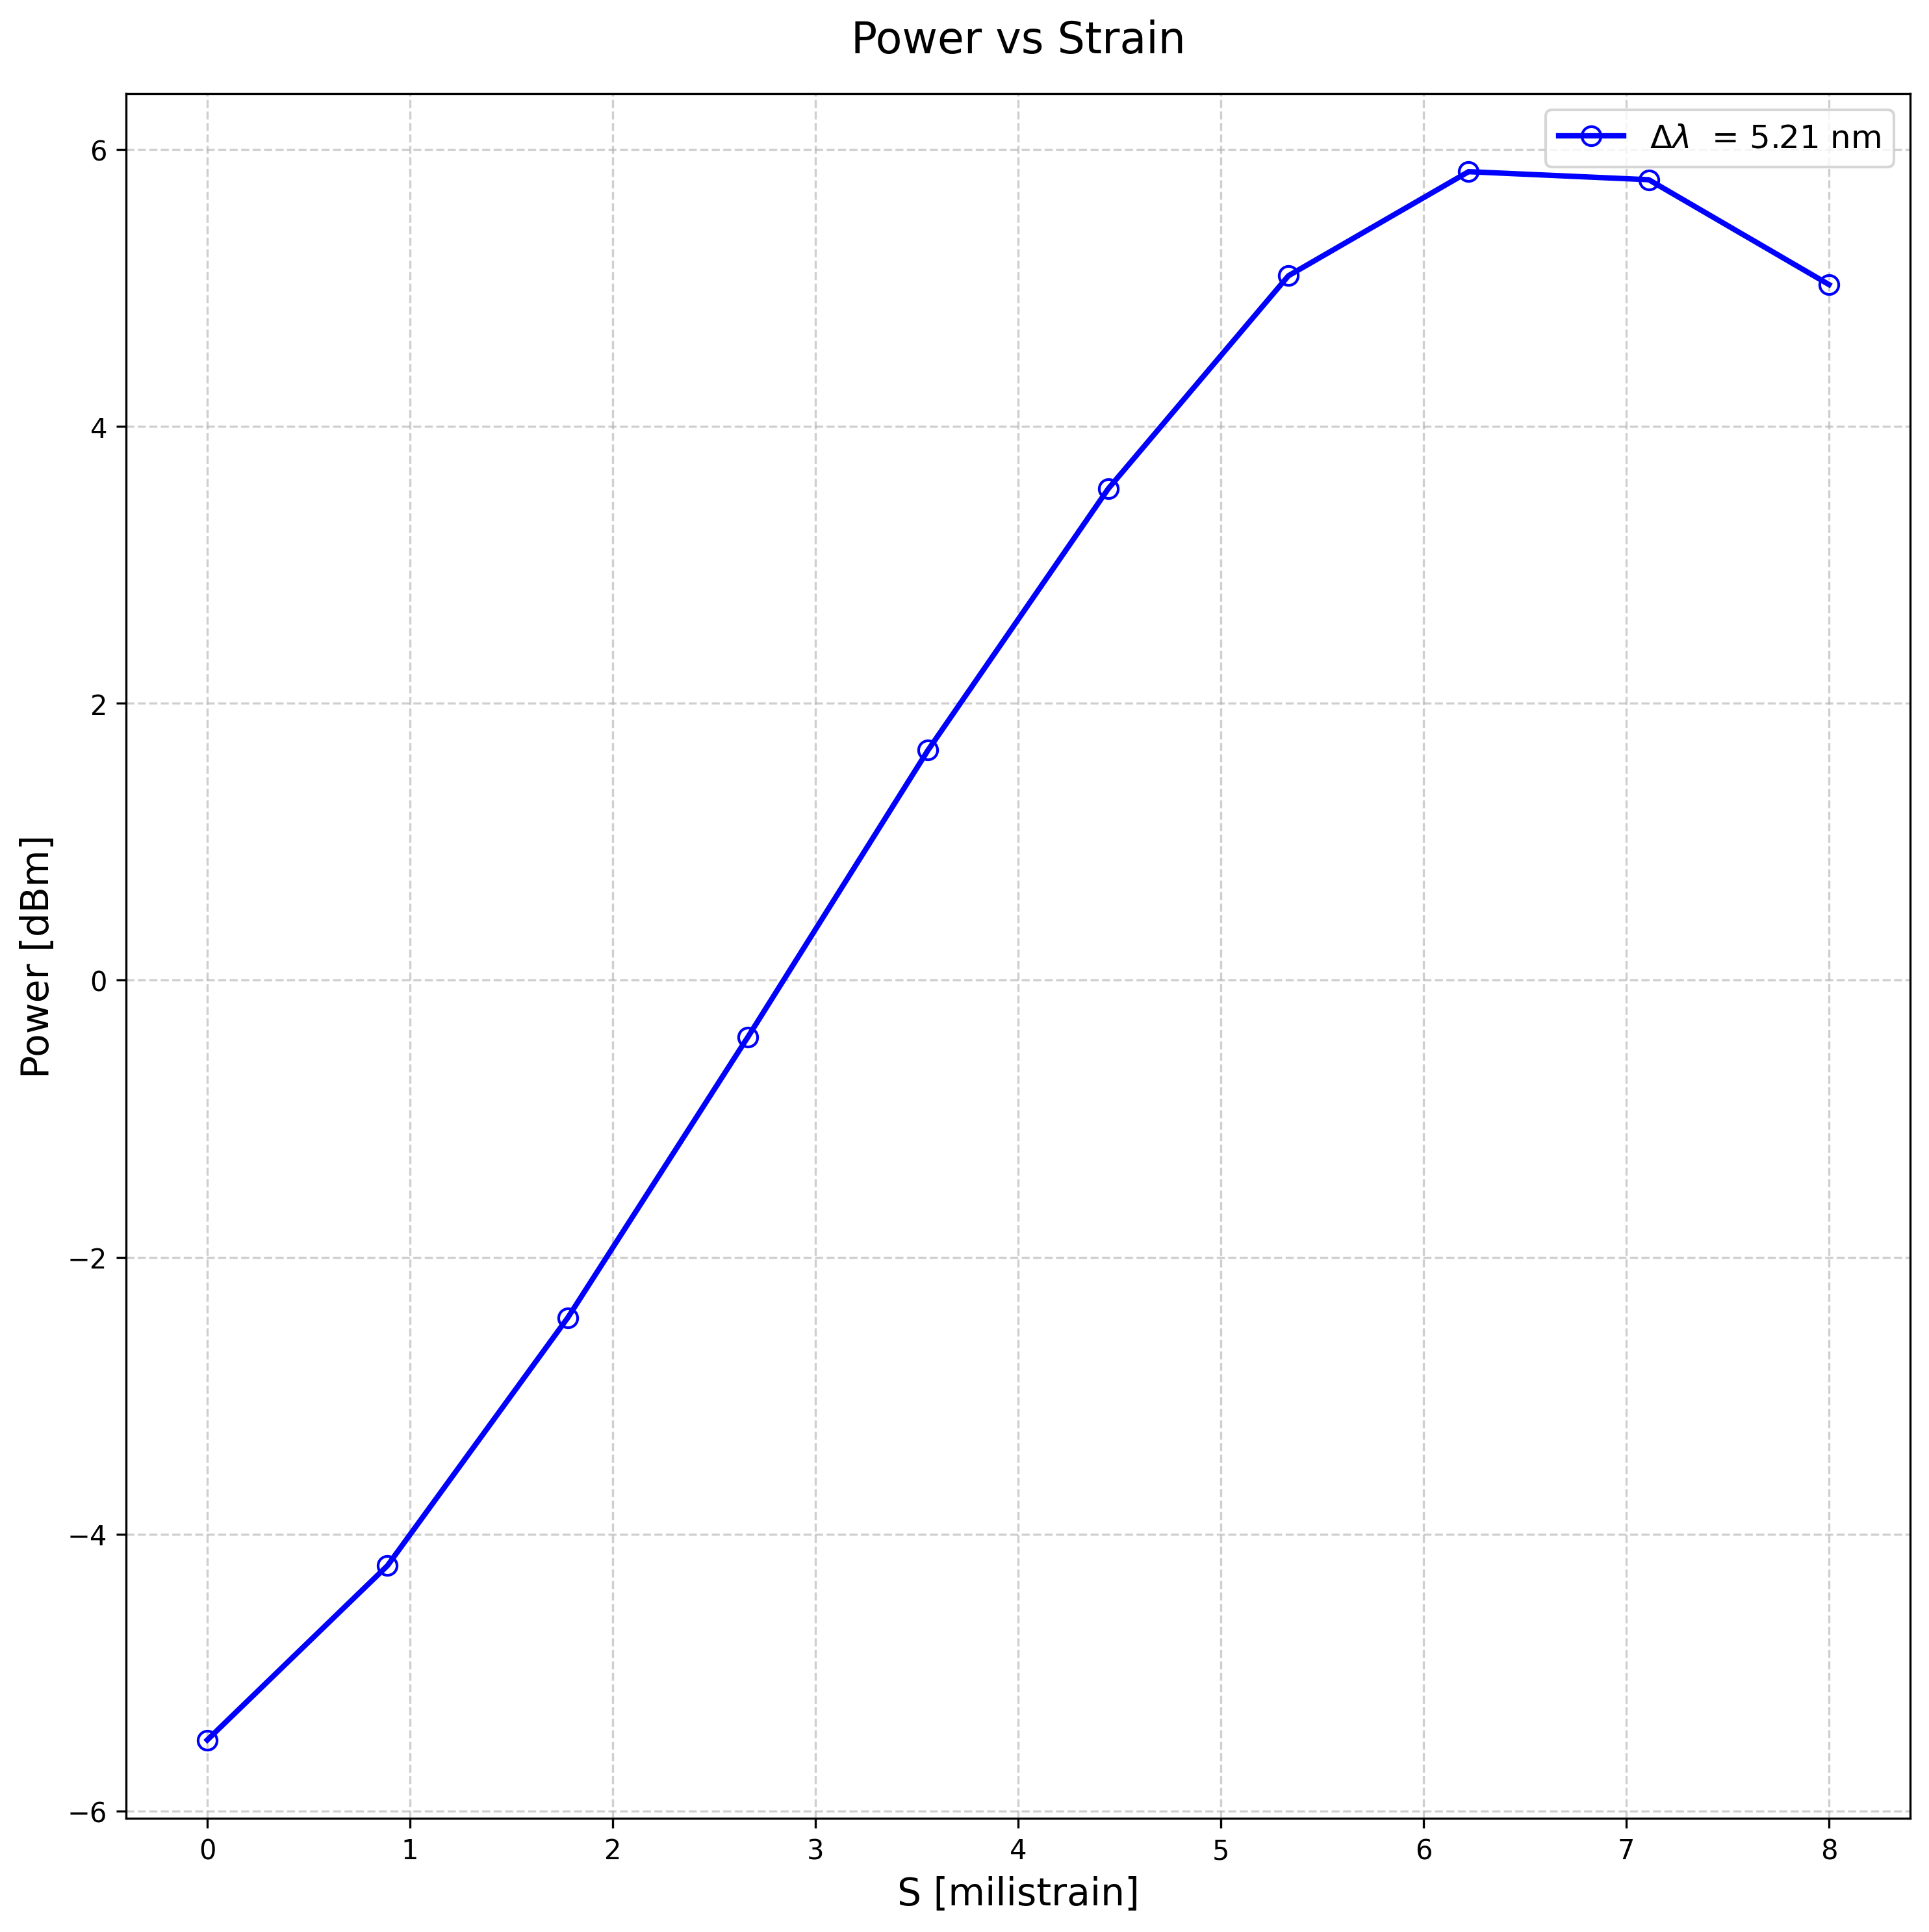 Power vs Strain
Δλ = 5.21 nm
Power [dBm]
6
4
2
0
−2
−4
−6
0 1 2 3 4 5 6 7 8
S [milistrain]